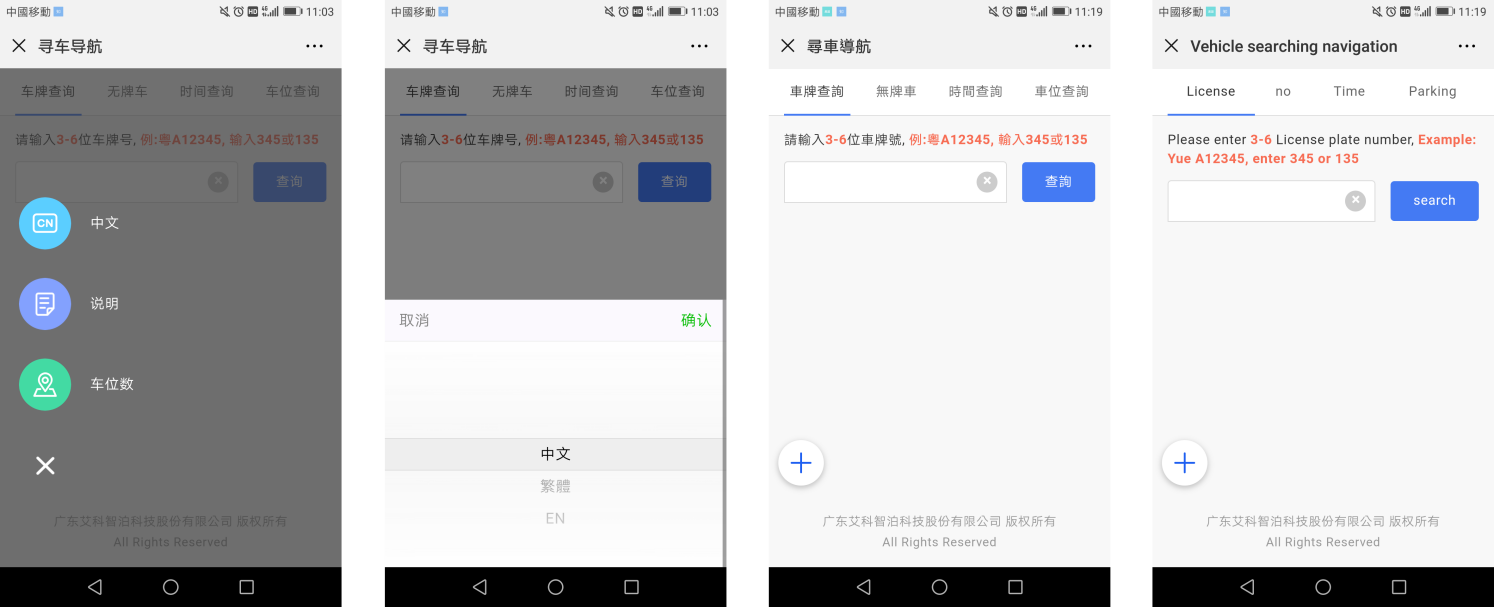 中國移動 HD 4G 11:03
寻车导航
车牌查询 无牌车 时间查询 车位查询
请输入3-6位车牌号, 例:粤A12345, 输入345或135
查询
CN 中文
说明
车位数
广东艾科智泊科技股份有限公司 版权所有
All Rights Reserved
中國移動 HD 4G 11:03
寻车导航
车牌查询 无牌车 时间查询 车位查询
请输入3-6位车牌号, 例:粤A12345, 输入345或135
查询
取消 确认
中文
繁體
EN
中國移動 HD 4G 11:19
尋車導航
車牌查詢 無牌車 時間查詢 車位查詢
請輸入3-6位車牌號, 例:粵A12345, 輸入345或135
查詢
广东艾科智泊科技股份有限公司 版权所有
All Rights Reserved
中國移動 HD 4G 11:19
Vehicle searching navigation
License no Time Parking
Please enter 3-6 License plate number, Example:
Yue A12345, enter 345 or 135
search
广东艾科智泊科技股份有限公司 版权所有
All Rights Reserved